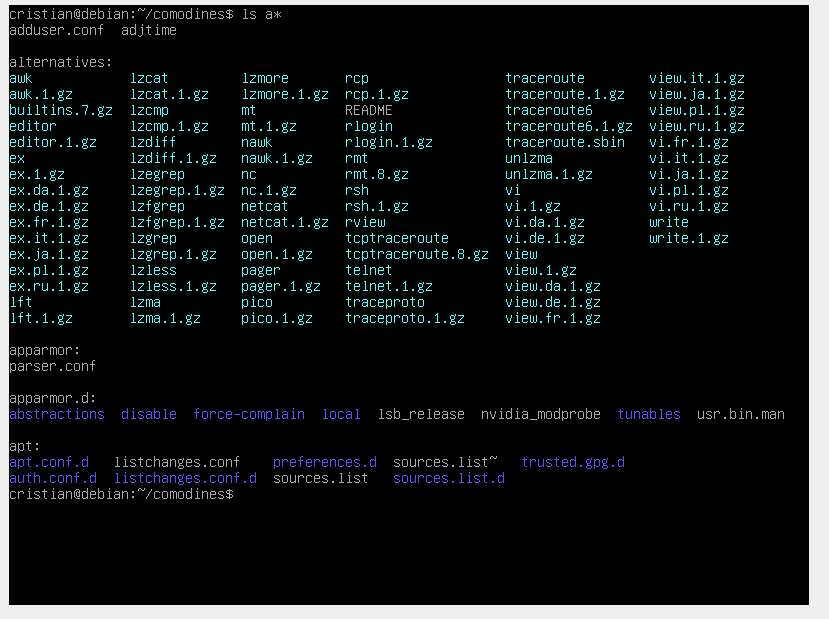 cristian@debian:~/comodines$ ls a*
adduser.conf  adjtime

alternatives:
awk              lzcat          lzmore         rcp                 traceroute        view.it.1.gz
awk.1.gz         lzcat.1.gz     lzmore.1.gz    rcp.1.gz            traceroute.1.gz   view.ja.1.gz
builtins.7.gz    lzcmp          mt             README              traceroute6       view.pl.1.gz
editor           lzcmp.1.gz     mt.1.gz        rlogin              traceroute6.1.gz  view.ru.1.gz
editor.1.gz      lzdiff         nawk           rlogin.1.gz         traceroute.sbin   vi.fr.1.gz
ex               lzdiff.1.gz    nawk.1.gz      rmt                 unlzma            vi.it.1.gz
ex.1.gz          lzegrep        nc             rmt.8.gz            unlzma.1.gz       vi.ja.1.gz
ex.da.1.gz       lzegrep.1.gz   nc.1.gz        rsh                 vi                vi.pl.1.gz
ex.de.1.gz       lzfgrep        netcat         rsh.1.gz            vi.1.gz           vi.ru.1.gz
ex.fr.1.gz       lzfgrep.1.gz   netcat.1.gz    rview               vi.da.1.gz        write
ex.it.1.gz       lzgrep         open           tcptraceroute       vi.de.1.gz        write.1.gz
ex.ja.1.gz       lzgrep.1.gz    open.1.gz      tcptraceroute.8.gz  view
ex.pl.1.gz       lzless         pager          telnet              view.1.gz
ex.ru.1.gz       lzless.1.gz    pager.1.gz     telnet.1.gz         view.da.1.gz
lft              lzma           pico           traceproto          view.de.1.gz
lft.1.gz         lzma.1.gz      pico.1.gz      traceproto.1.gz     view.fr.1.gz

apparmor:
parser.conf

apparmor.d:
abstractions  disable  force-complain  local  lsb_release  nvidia_modprobe  tunables  usr.bin.man

apt:
apt.conf.d   listchanges.conf    preferences.d  sources.list~   trusted.gpg.d
auth.conf.d  listchanges.conf.d  sources.list   sources.list.d
cristian@debian:~/comodines$